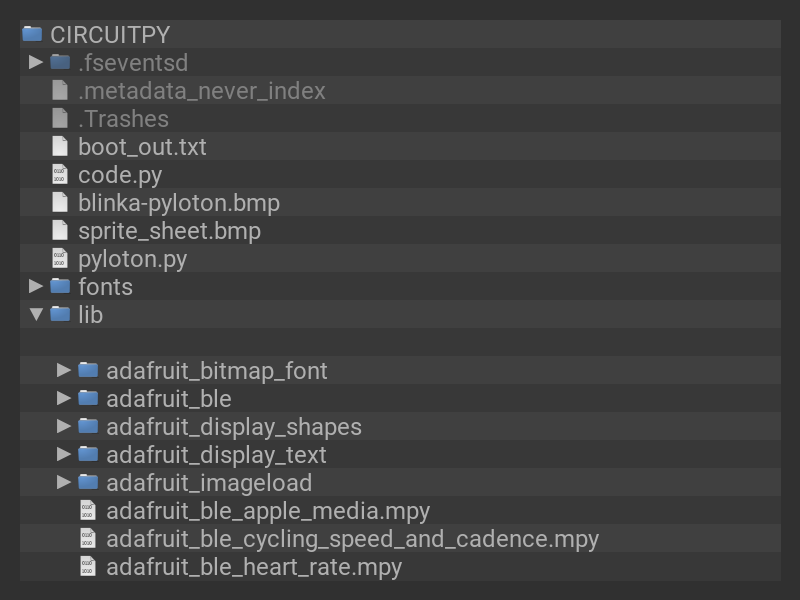 CIRCUITPY
.fseventsd
.metadata_never_index
.Trashes
boot_out.txt
code.py
blinka-pyloton.bmp
sprite_sheet.bmp
pyloton.py
fonts
lib
adafruit_bitmap_font
adafruit_ble
adafruit_display_shapes
adafruit_display_text
adafruit_imageload
adafruit_ble_apple_media.mpy
adafruit_ble_cycling_speed_and_cadence.mpy
adafruit_ble_heart_rate.mpy